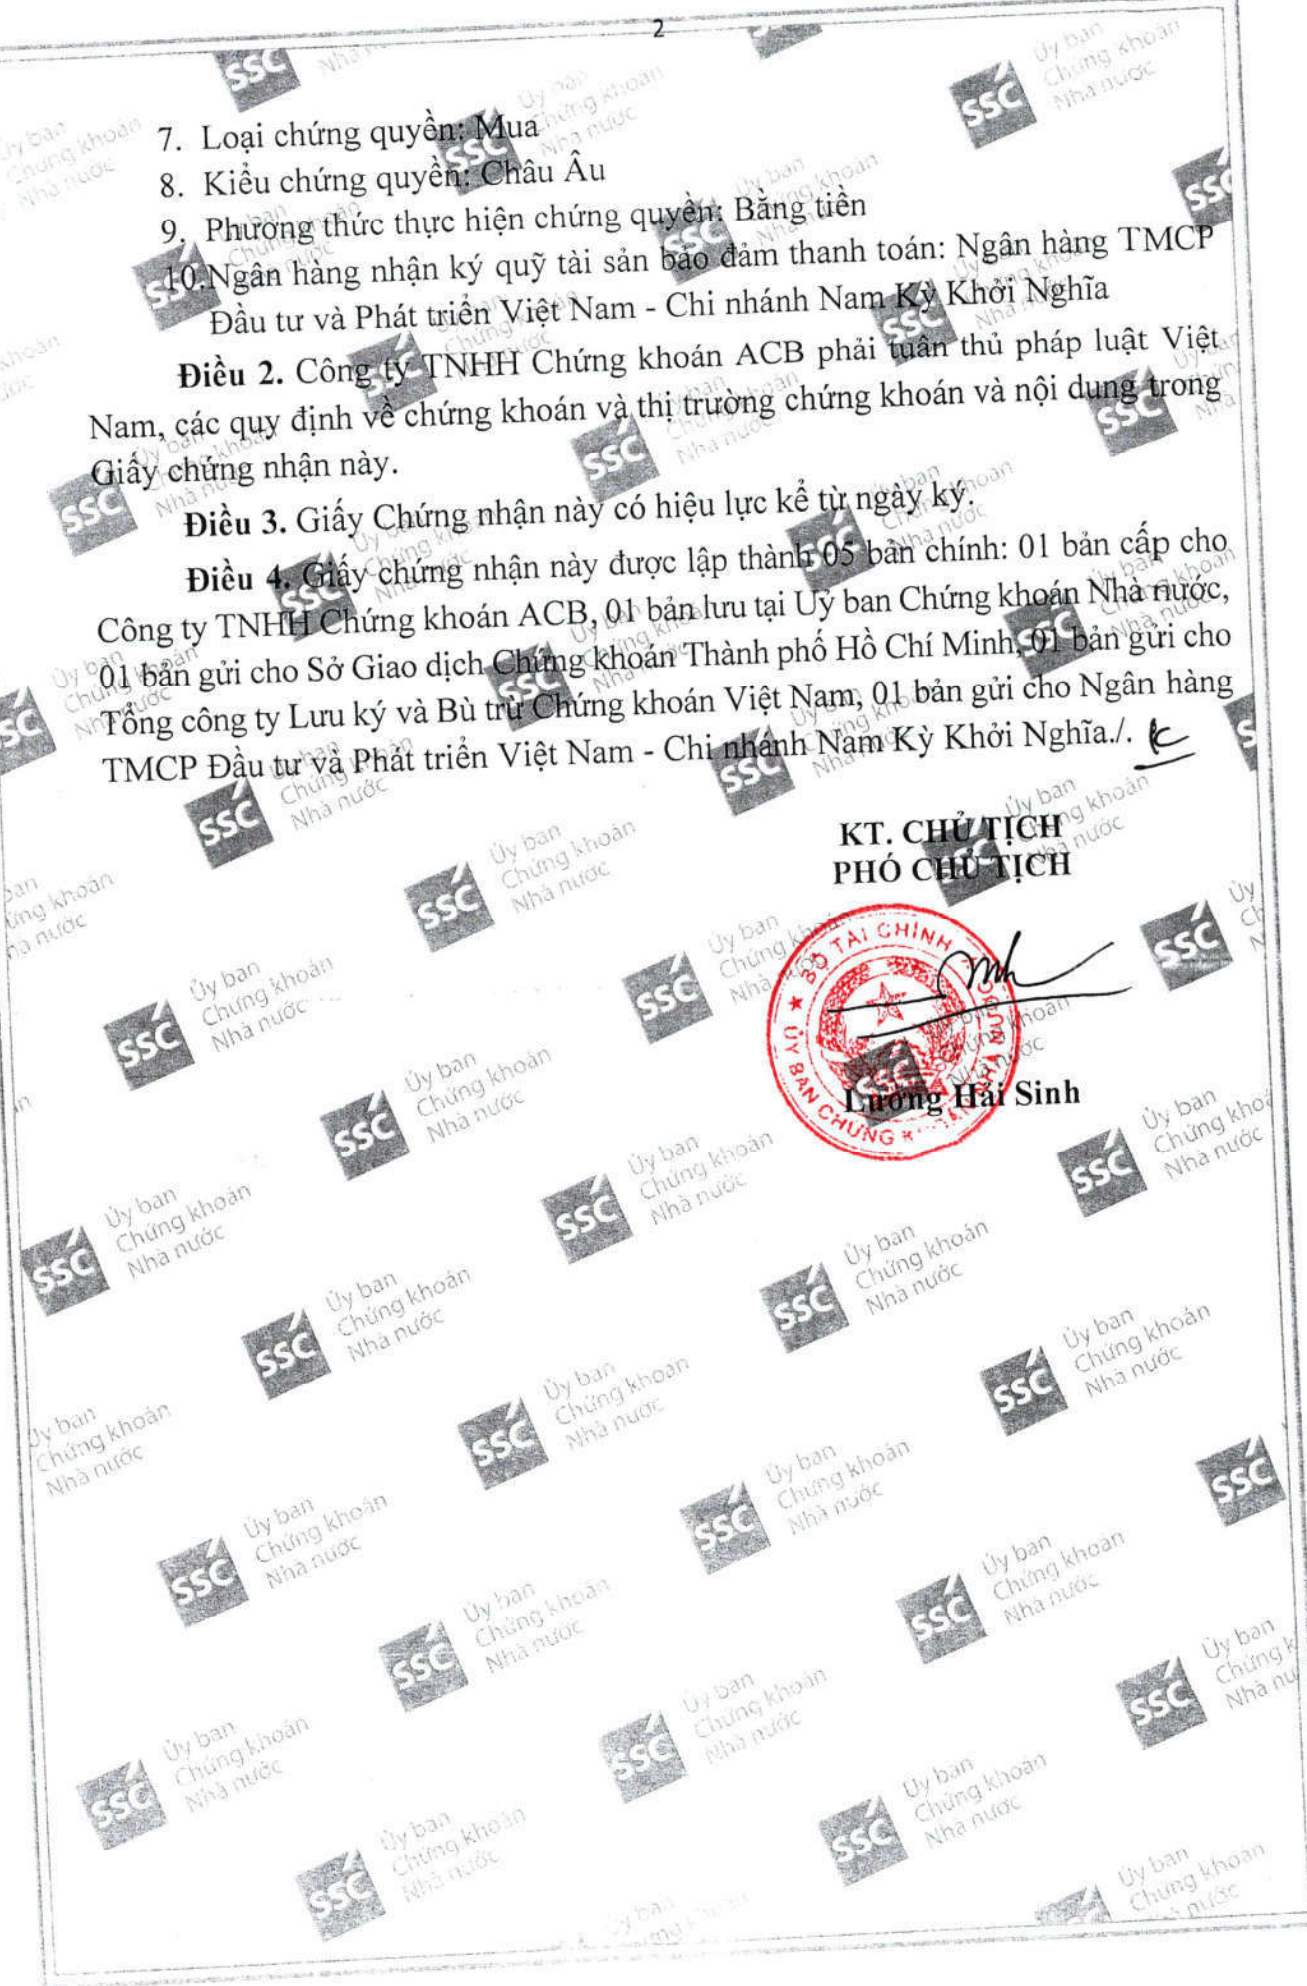 2
7. Loại chứng quyền: Mua
8. Kiểu chứng quyền: Châu Âu
9. Phương thức thực hiện chứng quyền: Bằng tiền
10. Ngân hàng nhận ký quỹ tài sản bảo đảm thanh toán: Ngân hàng TMCP
Đầu tư và Phát triển Việt Nam - Chi nhánh Nam Kỳ Khởi Nghĩa
Điều 2. Công ty TNHH Chứng khoán ACB phải tuân thủ pháp luật Việt
Nam, các quy định về chứng khoán và thị trường chứng khoán và nội dung trong
Giấy chứng nhận này.
Điều 3. Giấy Chứng nhận này có hiệu lực kể từ ngày ký.
Điều 4. Giấy chứng nhận này được lập thành 05 bản chính: 01 bản cấp cho
Công ty TNHH Chứng khoán ACB, 01 bản lưu tại Uỷ ban Chứng khoán Nhà nước,
01 bản gửi cho Sở Giao dịch Chứng khoán Thành phố Hồ Chí Minh, 01 bản gửi cho
Tổng công ty Lưu ký và Bù trừ Chứng khoán Việt Nam, 01 bản gửi cho Ngân hàng
TMCP Đầu tư và Phát triển Việt Nam - Chi nhánh Nam Kỳ Khởi Nghĩa./.
KT. CHỦ TỊCH
PHÓ CHỦ TỊCH
BỘ TÀI CHÍNH
ỦY BAN CHỨNG KHOÁN NHÀ NƯỚC
Lương Hải Sinh
SSC
Ủy ban
Chứng khoán
Nhà nước